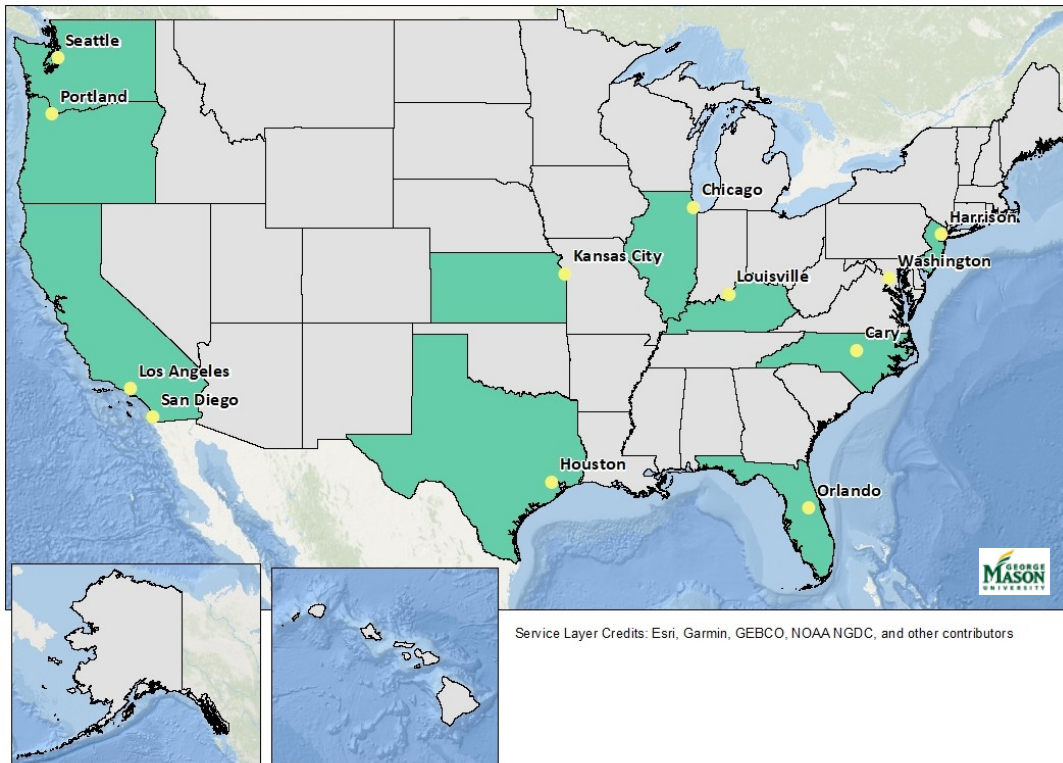 Seattle
Portland
Chicago
Harrison
Kansas City
Washington
Louisville
Cary
Los Angeles
San Diego
Houston
Orlando
GEORGE
MASON
UNIVERSITY
Service Layer Credits: Esri, Garmin, GEBCO, NOAA NGDC, and other contributors